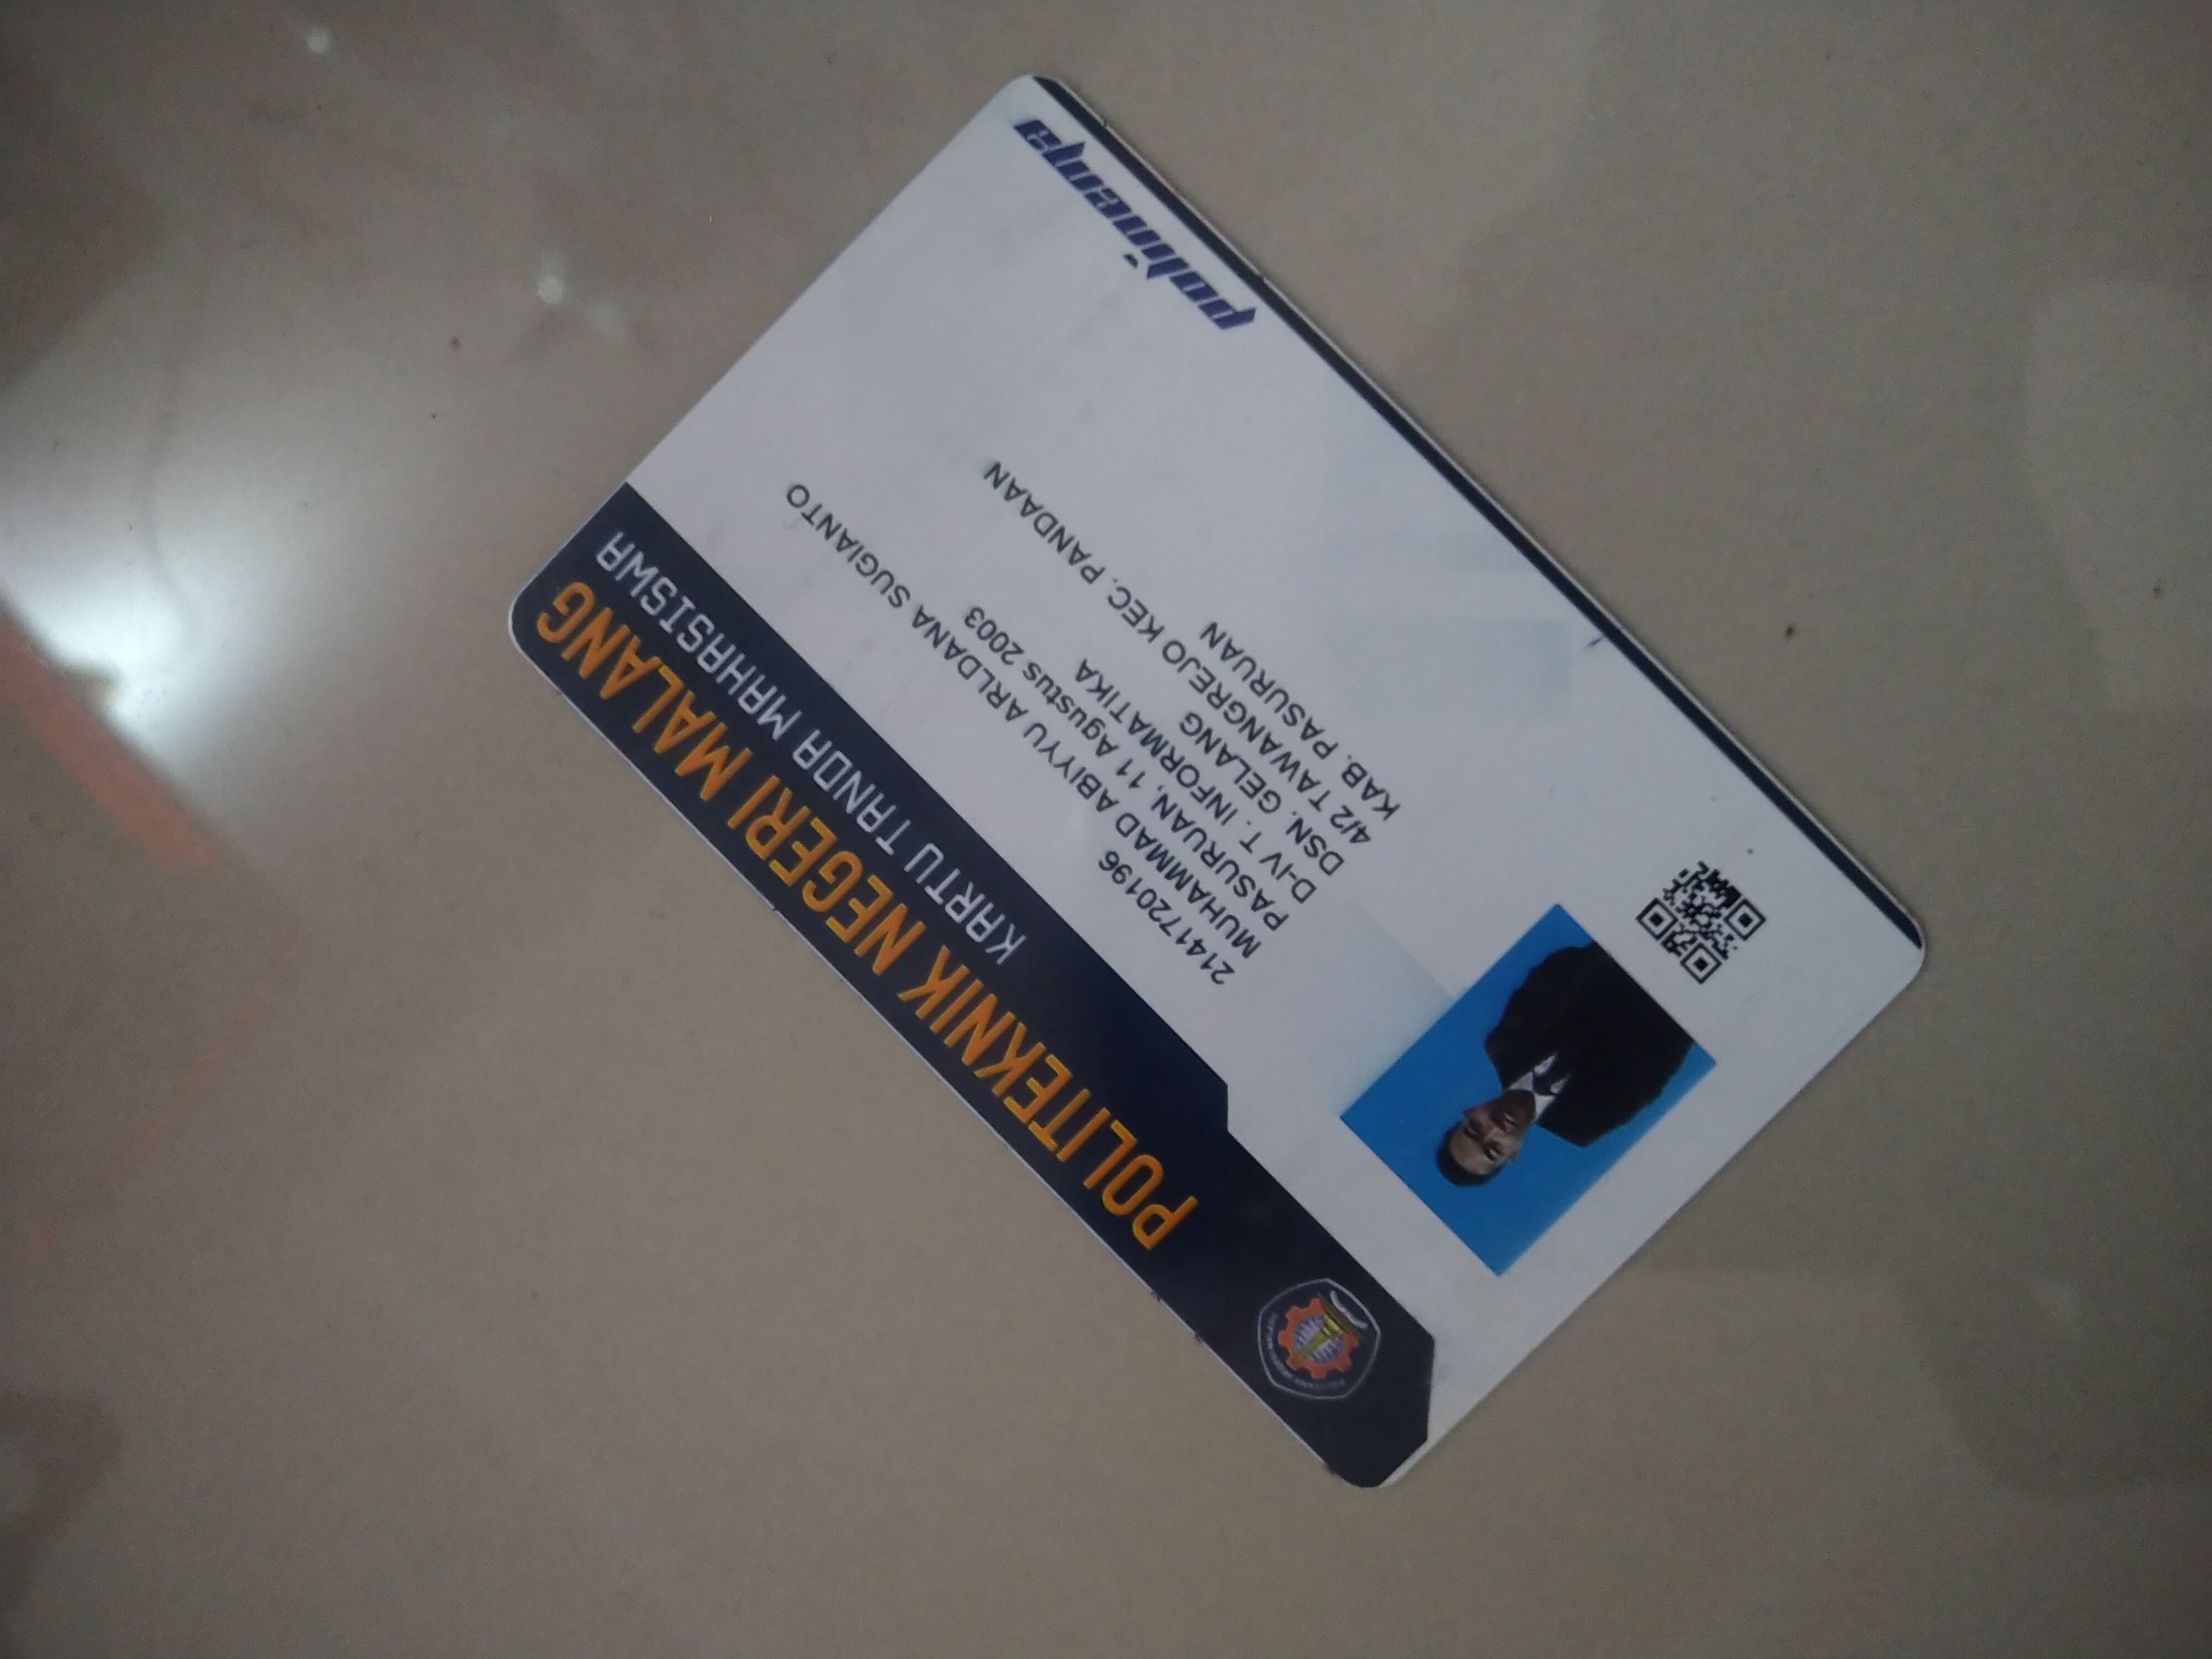 POLITEKNIK NEGERI MALANG
KARTU TANDA MAHASISWA
2141720196
MUHAMMAD ABIYYU ARLDANA SUGIANTO
PASURUAN, 11 Agustus 2003
D-IV T. INFORMATIKA
DSN. GELANG
4/2 TAWANGREJO KEC. PANDAAN
KAB. PASURUAN
polinema